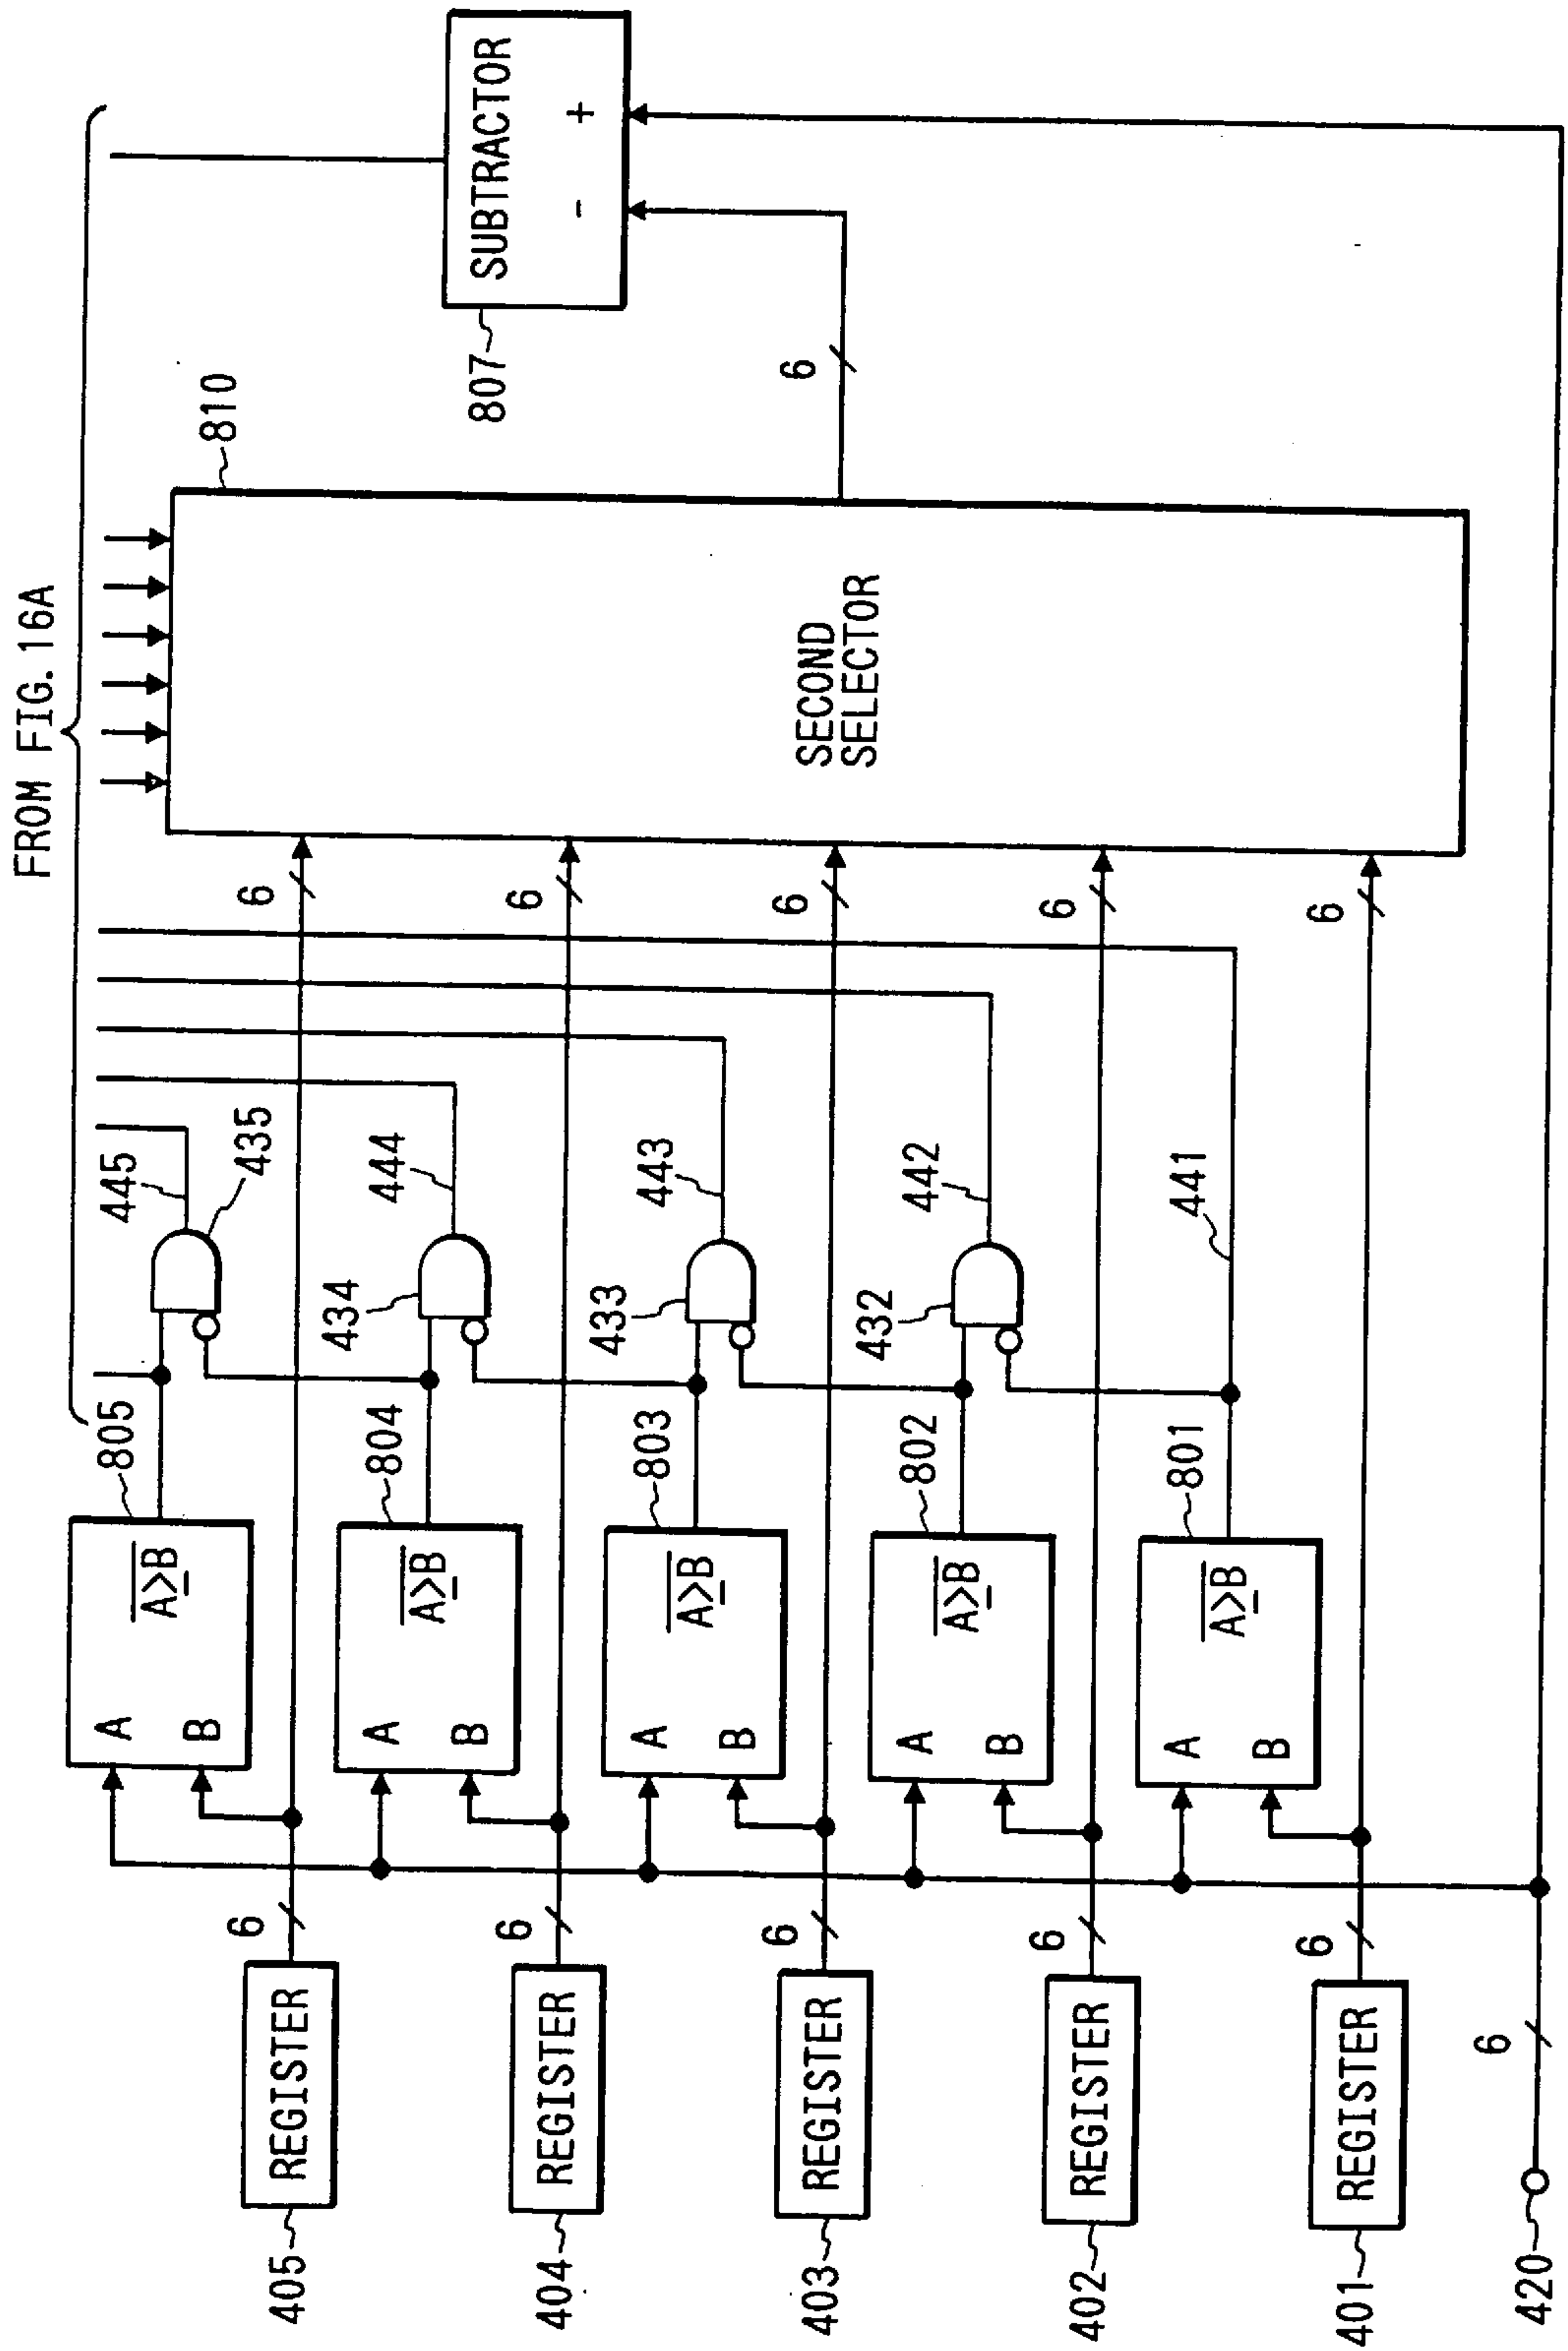 FROM FIG. 16A
805
445
435
810
A
B
A≥B
405
REGISTER
6
6
804
444
434
A
B
A≥B
404
REGISTER
6
6
807
SUBTRACTOR
-
+
803
443
433
A
B
A≥B
403
REGISTER
6
6
SECOND
SELECTOR
6
802
442
432
A
B
A≥B
402
REGISTER
6
6
801
441
A
B
A≥B
401
REGISTER
6
6
420
6